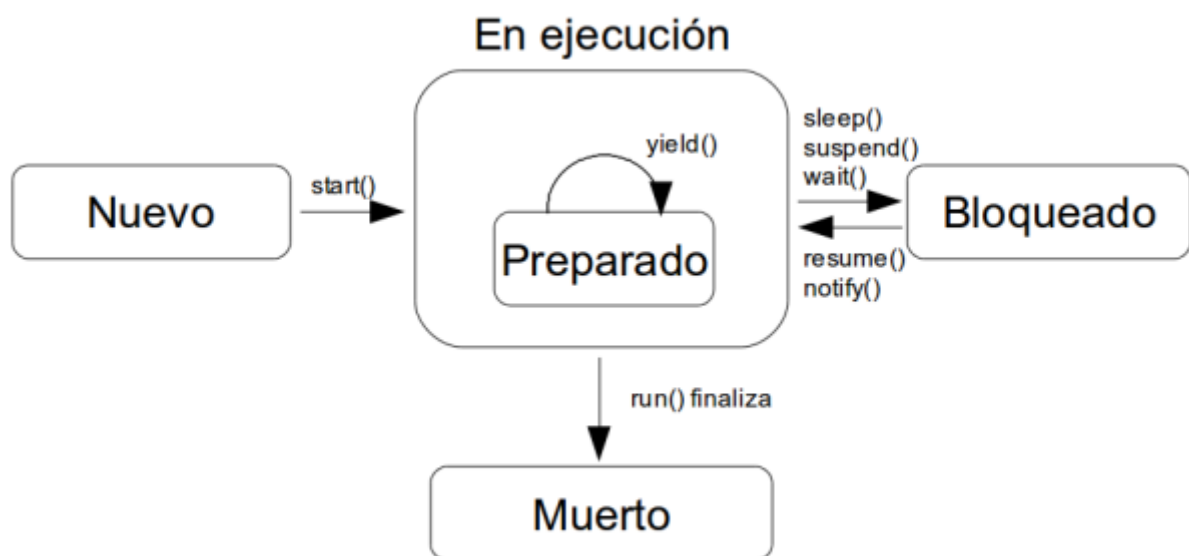 En ejecución
sleep()
suspend()
wait()
yield()
start()
Nuevo
Preparado
Bloqueado
resume()
notify()
run() finaliza
Muerto